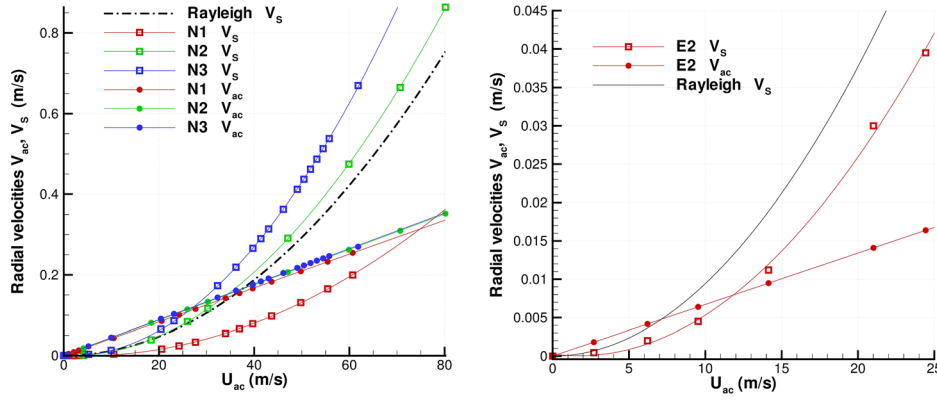 Rayleigh V_S
N1 V_S
N2 V_S
N3 V_S
N1 V_ac
N2 V_ac
N3 V_ac
Radial velocities V_ac, V_S (m/s)
0.8
0.6
0.4
0.2
0
0 20 40 60 80
U_ac (m/s)
E2 V_S
E2 V_ac
Rayleigh V_S
Radial velocities V_ac, V_S (m/s)
0.045
0.04
0.035
0.03
0.025
0.02
0.015
0.01
0.005
0
0 5 10 15 20 25
U_ac (m/s)